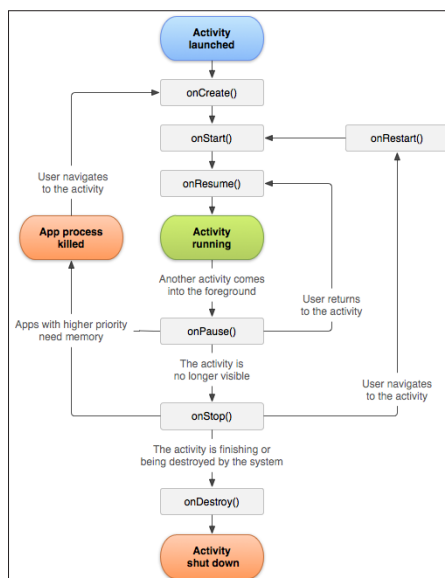 Activity
launched
onCreate()
onStart()
onRestart()
User navigates
to the activity
onResume()
App process
killed
Activity
running
Another activity comes
into the foreground
User returns
to the activity
Apps with higher priority
need memory
onPause()
The activity is
no longer visible
User navigates
to the activity
onStop()
The activity is finishing or
being destroyed by the system
onDestroy()
Activity
shut down